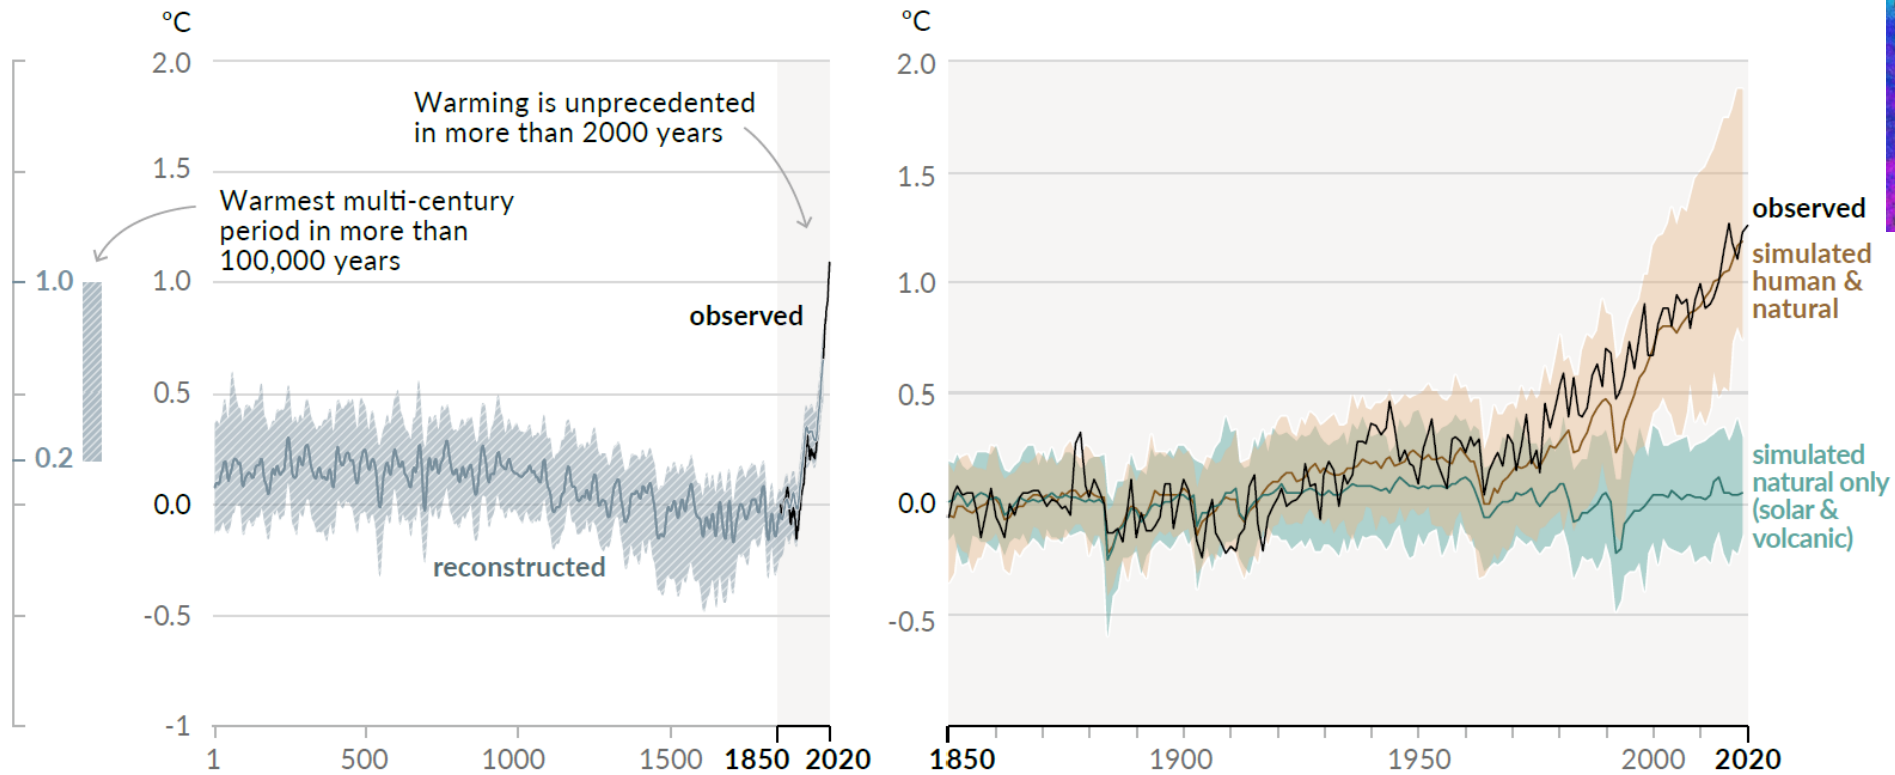 ºC
2.0
1.5
1.0
0.5
0.0
-0.5
-1
Warming is unprecedented
in more than 2000 years
Warmest multi-century
period in more than
100,000 years
1.0
0.2
observed
reconstructed
1
500
1000
1500
1850
2020
ºC
2.0
1.5
1.0
0.5
0.0
-0.5
observed
simulated
human &
natural
simulated
natural only
(solar &
volcanic)
1850
1900
1950
2000
2020